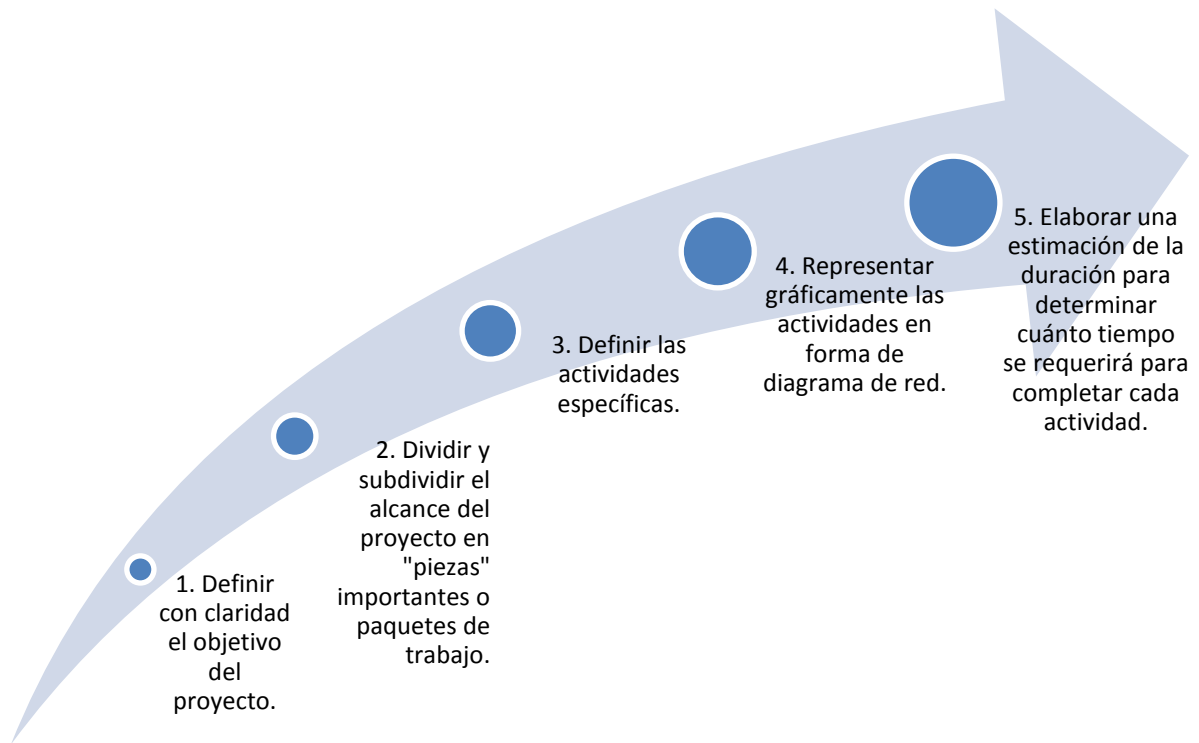 1. Definir
con claridad
el objetivo
del
proyecto.
2. Dividir y
subdividir el
alcance del
proyecto en
"piezas"
importantes o
paquetes de
trabajo.
3. Definir las
actividades
específicas.
4. Representar
gráficamente las
actividades en
forma de
diagrama de red.
5. Elaborar una
estimación de la
duración para
determinar
cuánto tiempo
se requerirá para
completar cada
actividad.